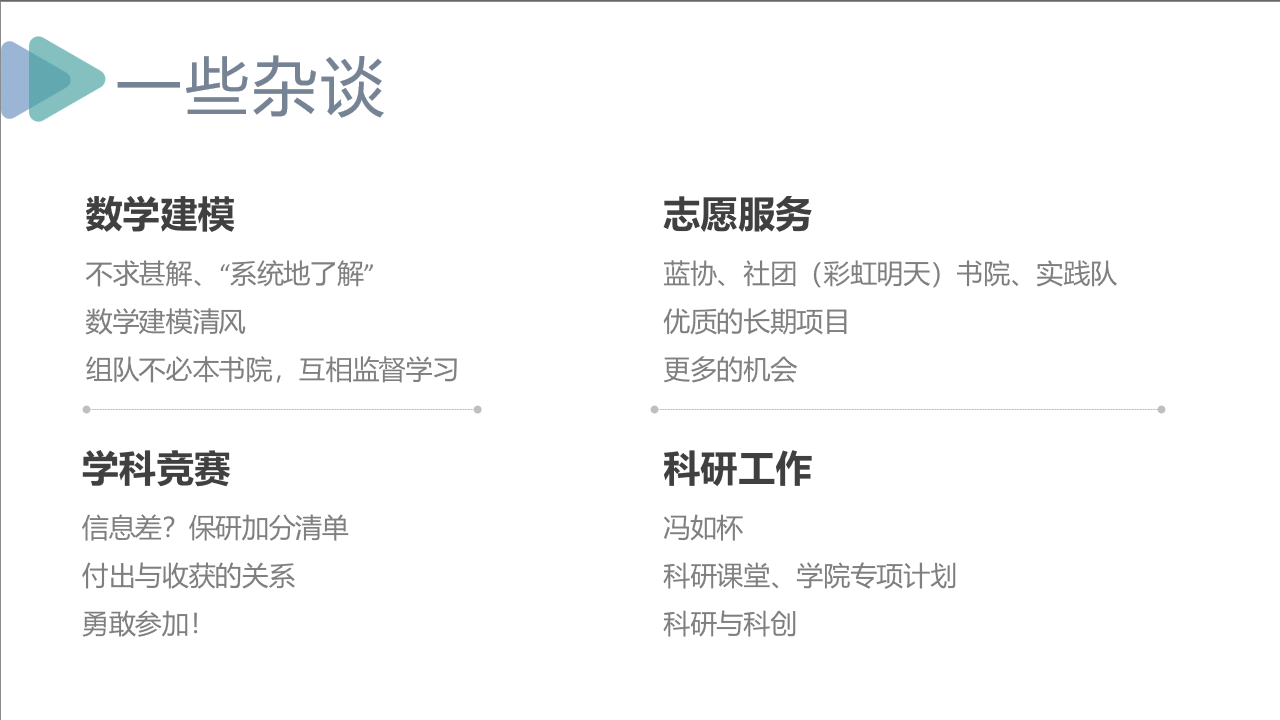 一些杂谈
数学建模
不求甚解、“系统地了解”
数学建模清风
组队不必本书院，互相监督学习
志愿服务
蓝协、社团（彩虹明天）书院、实践队
优质的长期项目
更多的机会
学科竞赛
信息差？保研加分清单
付出与收获的关系
勇敢参加！
科研工作
冯如杯
科研课堂、学院专项计划
科研与科创